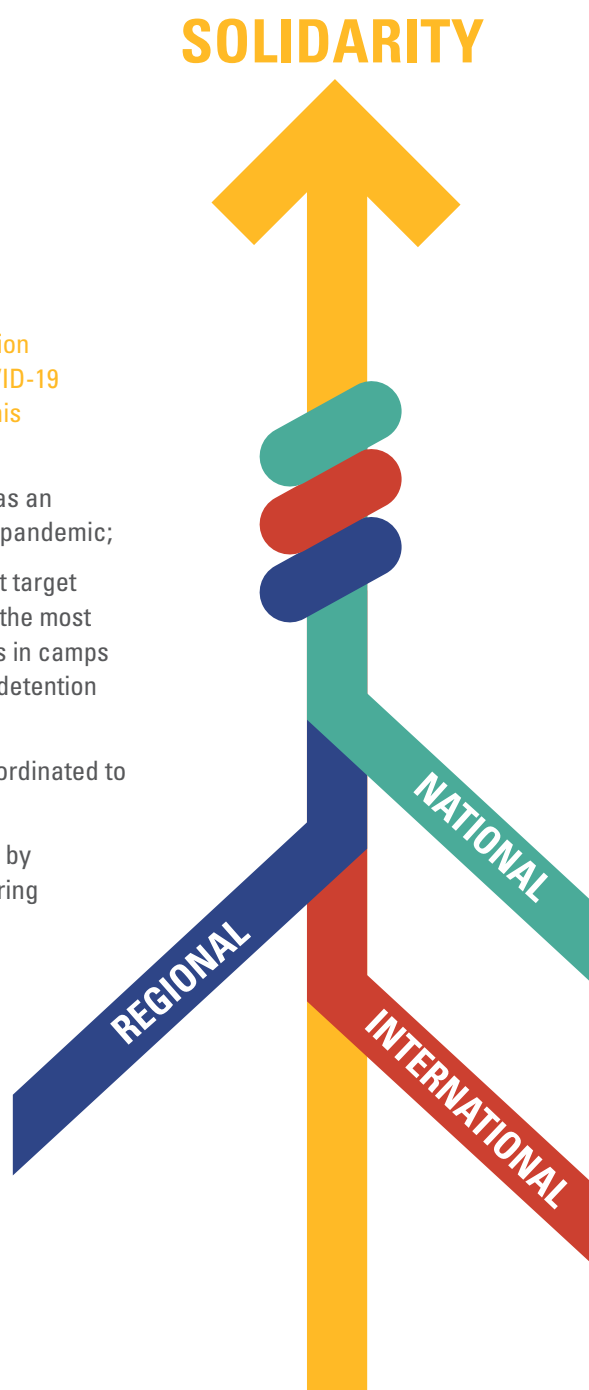 SOLIDARITY
ion
/ID-19
is
as an
pandemic;
t target
the most
s in camps
detention
ordinated to
by
ring
NATIONAL
REGIONAL
INTERNATIONAL